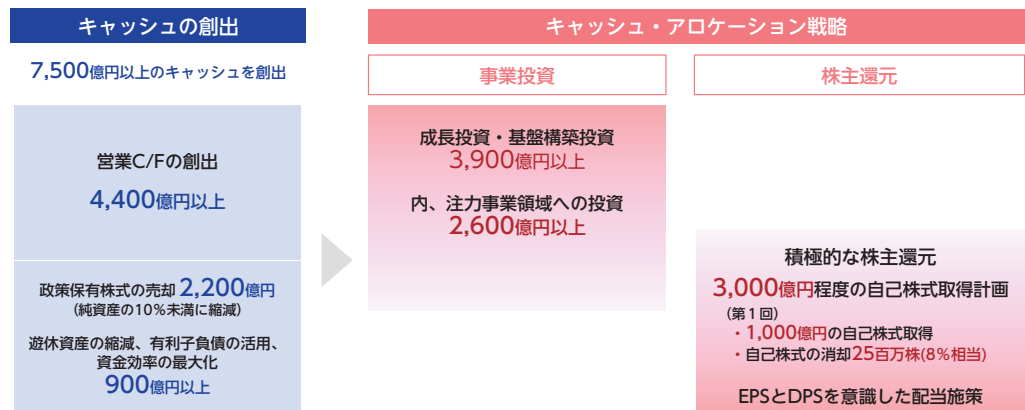 キャッシュの創出
7,500億円以上のキャッシュを創出
営業C/Fの創出
4,400億円以上
政策保有株式の売却 2,200億円
(純資産の10%未満に縮減)
遊休資産の縮減、有利子負債の活用、
資金効率の最大化
900億円以上
キャッシュ・アロケーション戦略
事業投資
成長投資・基盤構築投資
3,900億円以上
内、注力事業領域への投資
2,600億円以上
株主還元
積極的な株主還元
3,000億円程度の自己株式取得計画
(第1回)
・1,000億円の自己株式取得
・自己株式の消却25百万株(8%相当)
EPSとDPSを意識した配当施策